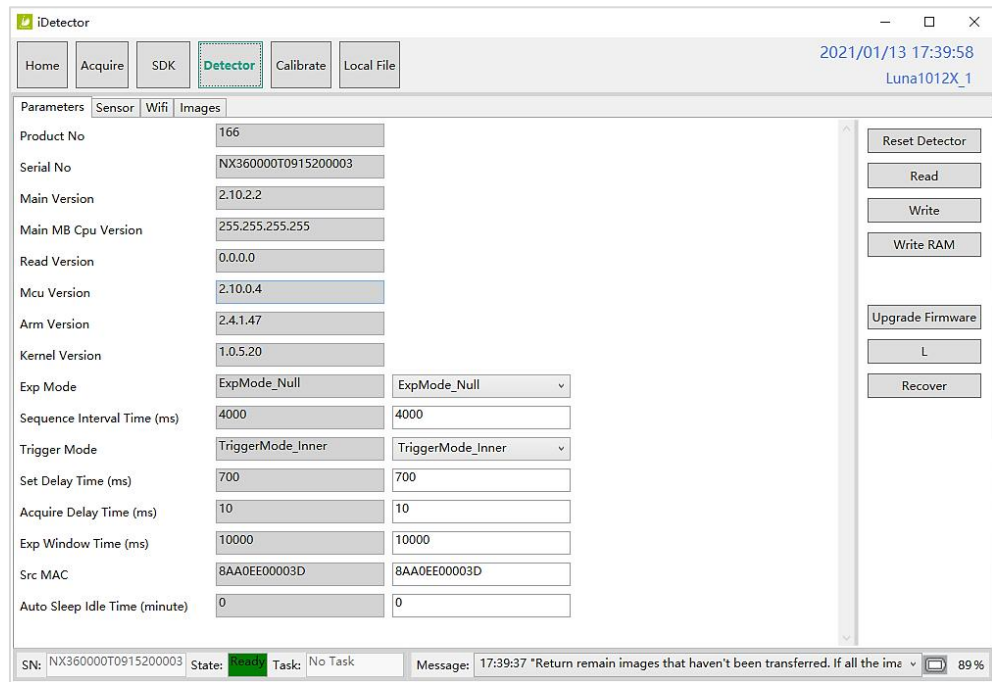 iDetector
Home Acquire SDK Detector Calibrate Local File
2021/01/13 17:39:58
Luna1012X_1
Parameters Sensor Wifi Images
Product No 166
Serial No NX360000T0915200003
Main Version 2.10.2.2
Main MB Cpu Version 255.255.255.255
Read Version 0.0.0.0
Mcu Version 2.10.0.4
Arm Version 2.4.1.47
Kernel Version 1.0.5.20
Exp Mode ExpMode_Null ExpMode_Null
Sequence Interval Time (ms) 4000 4000
Trigger Mode TriggerMode_Inner TriggerMode_Inner
Set Delay Time (ms) 700 700
Acquire Delay Time (ms) 10 10
Exp Window Time (ms) 10000 10000
Src MAC 8AA0EE00003D 8AA0EE00003D
Auto Sleep Idle Time (minute) 0 0
Reset Detector
Read
Write
Write RAM
Upgrade Firmware
L
Recover
SN: NX360000T0915200003 State: Ready Task: No Task Message: 17:39:37 "Return remain images that haven't been transferred. If all the ima 89%